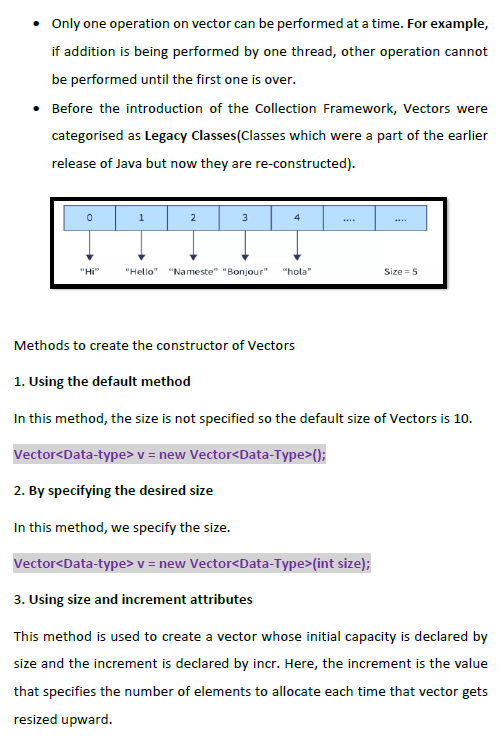 • Only one operation on vector can be performed at a time. For example,
if addition is being performed by one thread, other operation cannot
be performed until the first one is over.
• Before the introduction of the Collection Framework, Vectors were
categorised as Legacy Classes(Classes which were a part of the earlier
release of Java but now they are re-constructed).
0 1 2 3 4 .... ....
"Hi" "Hello" "Nameste" "Bonjour" "hola" Size = 5
Methods to create the constructor of Vectors
1. Using the default method
In this method, the size is not specified so the default size of Vectors is 10.
Vector<Data-type> v = new Vector<Data-Type>();
2. By specifying the desired size
In this method, we specify the size.
Vector<Data-type> v = new Vector<Data-Type>(int size);
3. Using size and increment attributes
This method is used to create a vector whose initial capacity is declared by
size and the increment is declared by incr. Here, the increment is the value
that specifies the number of elements to allocate each time that vector gets
resized upward.